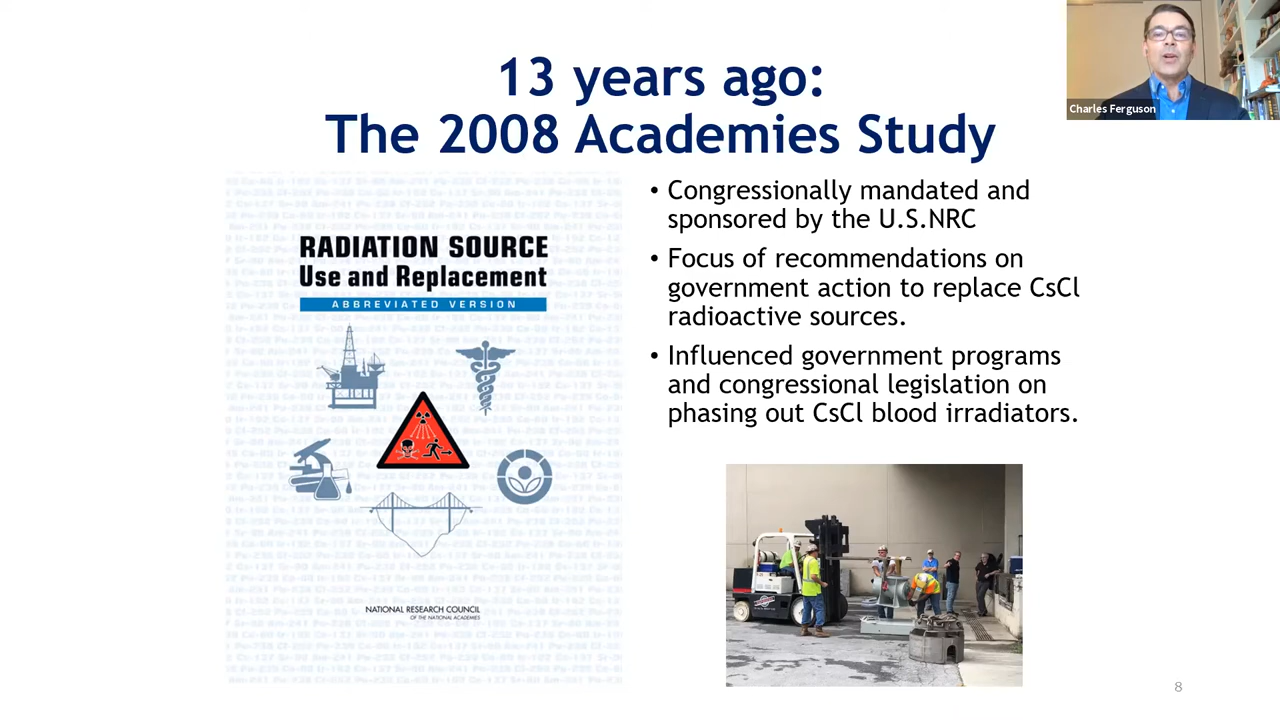 13 years ago:
The 2008 Academies Study
Charles Ferguson
RADIATION SOURCE
Use and Replacement
ABBREVIATED VERSION
NATIONAL RESEARCH COUNCIL
OF THE NATIONAL ACADEMIES
• Congressionally mandated and
sponsored by the U.S.NRC
• Focus of recommendations on
government action to replace CsCl
radioactive sources.
• Influenced government programs
and congressional legislation on
phasing out CsCl blood irradiators.
8